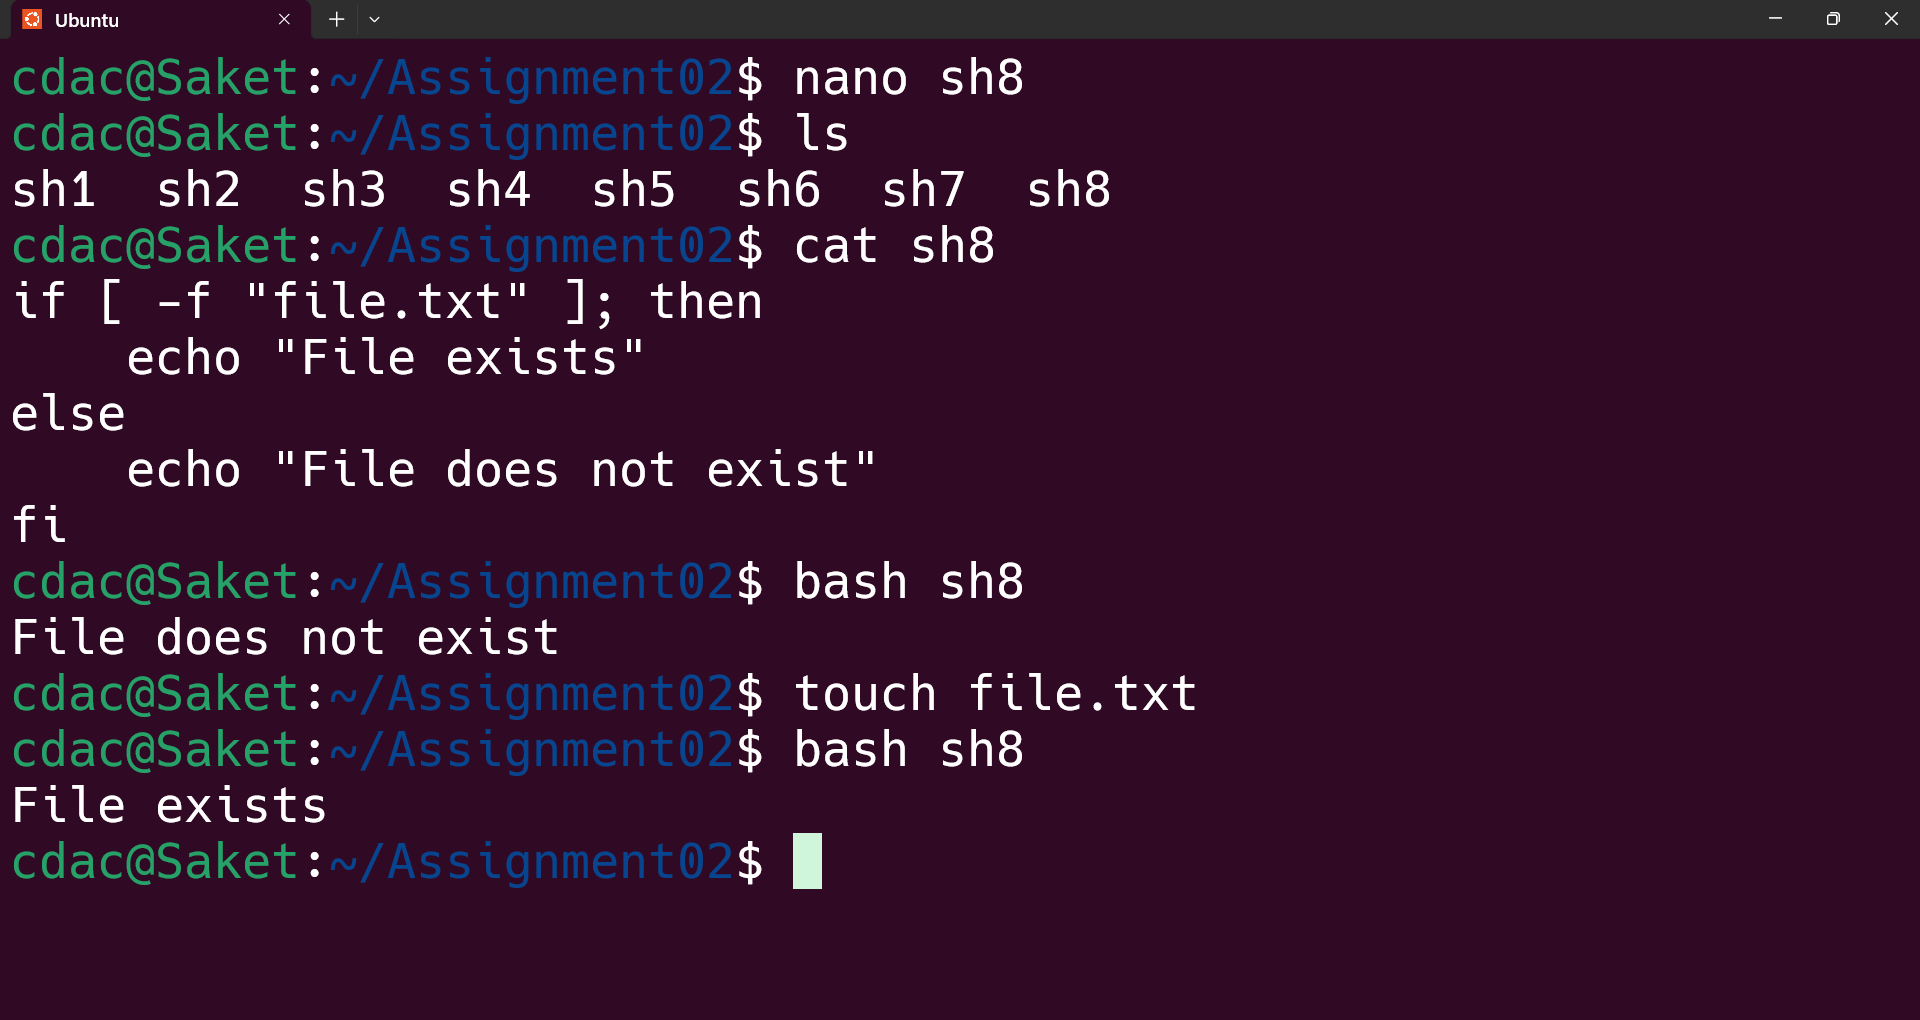 Ubuntu
cdac@Saket:~/Assignment02$ nano sh8
cdac@Saket:~/Assignment02$ ls
sh1  sh2  sh3  sh4  sh5  sh6  sh7  sh8
cdac@Saket:~/Assignment02$ cat sh8
if [ -f "file.txt" ]; then
    echo "File exists"
else
    echo "File does not exist"
fi
cdac@Saket:~/Assignment02$ bash sh8
File does not exist
cdac@Saket:~/Assignment02$ touch file.txt
cdac@Saket:~/Assignment02$ bash sh8
File exists
cdac@Saket:~/Assignment02$